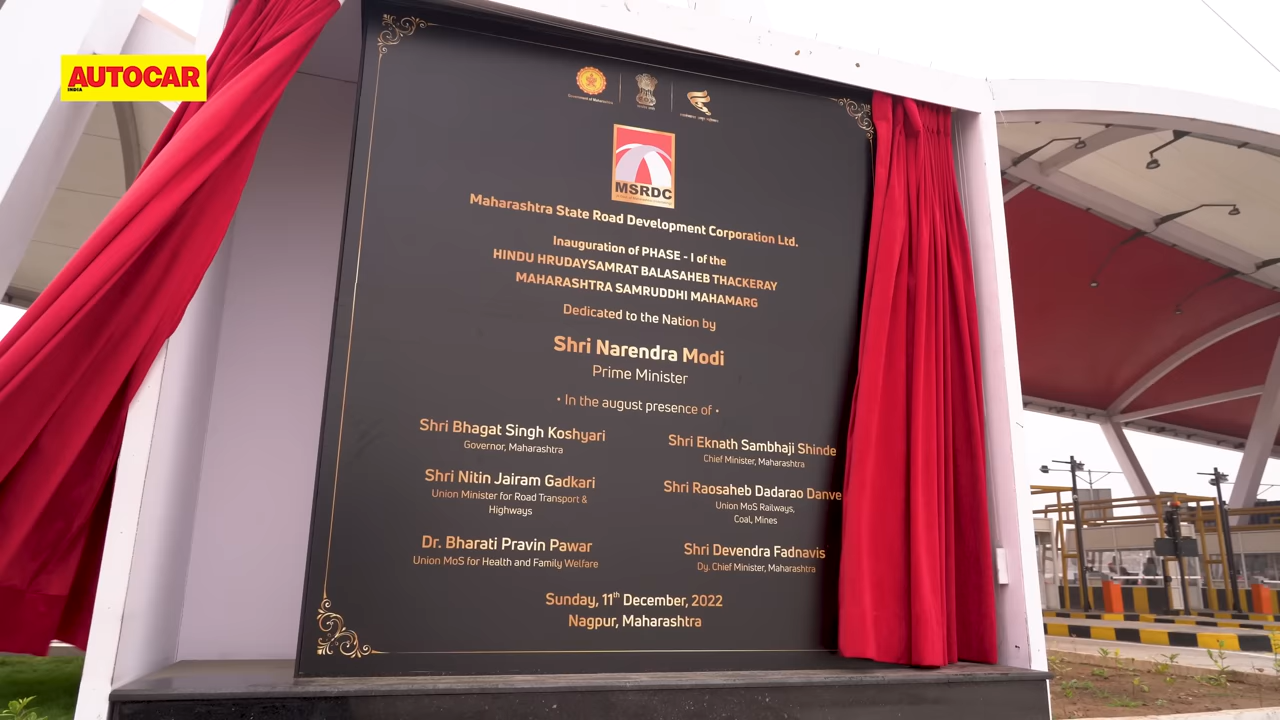 AUTOCAR
INDIA
Government of Maharashtra
MSRDC
Maharashtra State Road Development Corporation Ltd.
Inauguration of PHASE - I of the
HINDU HRUDAYSAMRAT BALASAHEB THACKERAY
MAHARASHTRA SAMRUDDHI MAHAMARG
Dedicated to the Nation by
Shri Narendra Modi
Prime Minister
• In the august presence of •
Shri Bhagat Singh Koshyari
Governor, Maharashtra
Shri Eknath Sambhaji Shinde
Chief Minister, Maharashtra
Shri Nitin Jairam Gadkari
Union Minister for Road Transport &
Highways
Shri Raosaheb Dadarao Danve
Union MoS Railways,
Coal, Mines
Dr. Bharati Pravin Pawar
Union MoS for Health and Family Welfare
Shri Devendra Fadnavis
Dy. Chief Minister, Maharashtra
Sunday, 11th December, 2022
Nagpur, Maharashtra